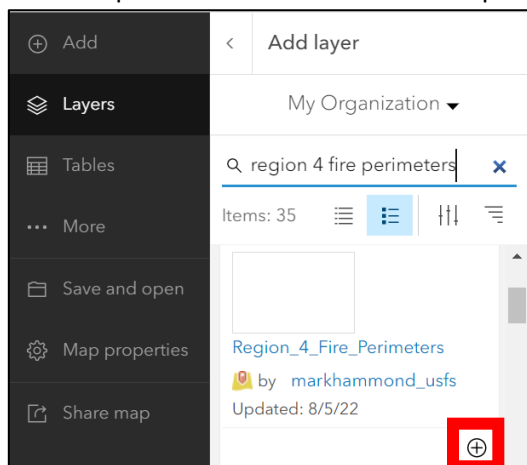 Add
Layers
Tables
More
Save and open
Map properties
Share map
Add layer
My Organization
region 4 fire perimeters
Items: 35
Region_4_Fire_Perimeters
by markhammond_usfs
Updated: 8/5/22